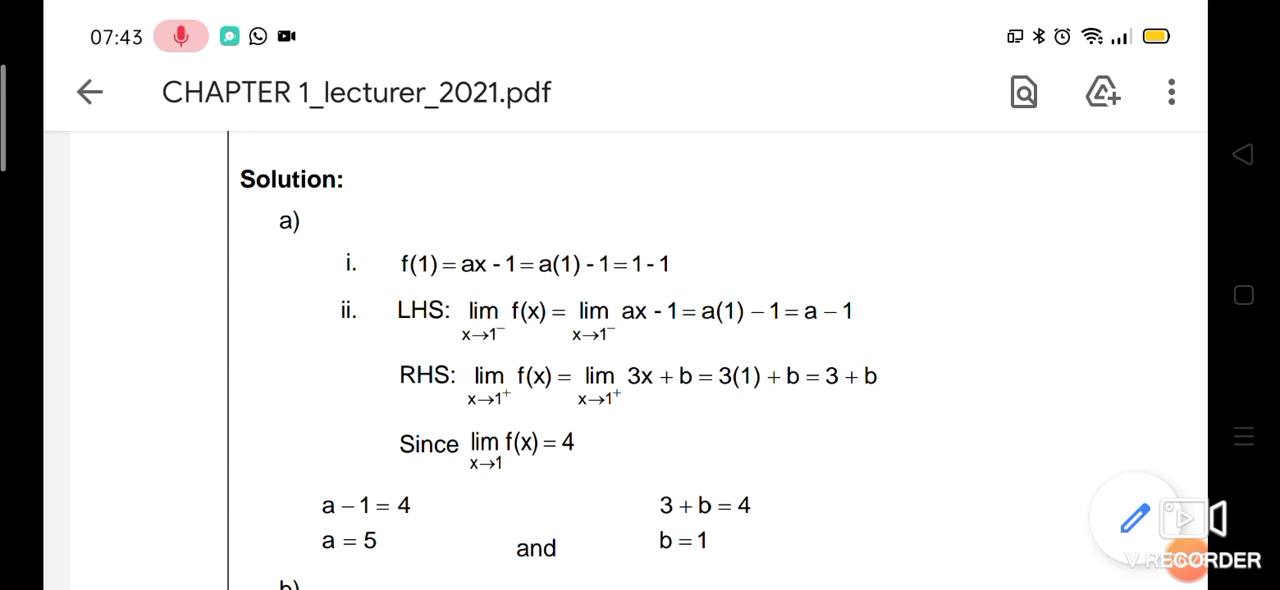 07:43
CHAPTER 1_lecturer_2021.pdf
Solution:
a)
i. f(1) = ax - 1 = a(1) - 1 = 1 - 1
ii. LHS: lim x→1⁻ f(x) = lim x→1⁻ ax - 1 = a(1) – 1 = a – 1
RHS: lim x→1⁺ f(x) = lim x→1⁺ 3x + b = 3(1) + b = 3 + b
Since lim x→1 f(x) = 4
a – 1 = 4 3 + b = 4
a = 5 and b = 1
b)
V RECORDER